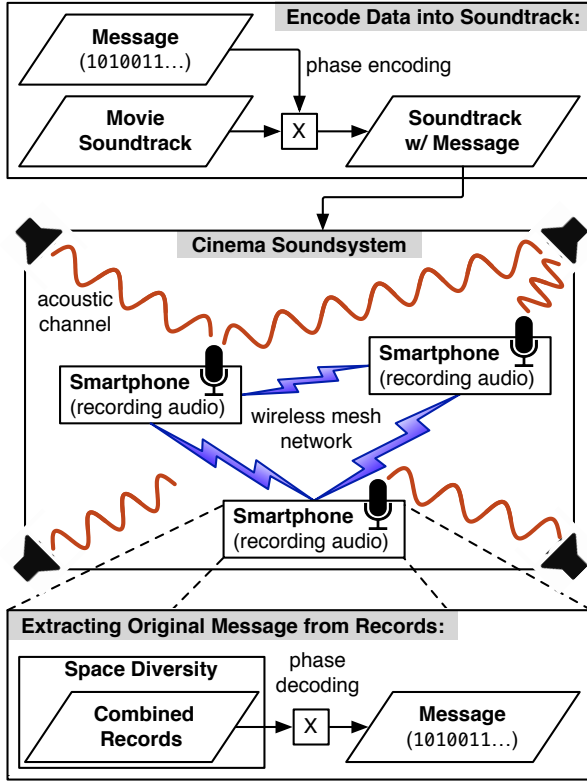 Encode Data into Soundtrack:
Message
(1010011...)
phase encoding
Movie
Soundtrack
X
Soundtrack
w/ Message
Cinema Soundsystem
acoustic
channel
Smartphone
(recording audio)
Smartphone
(recording audio)
wireless mesh
network
Smartphone
(recording audio)
Extracting Original Message from Records:
Space Diversity
phase
decoding
Combined
Records
X
Message
(1010011...)